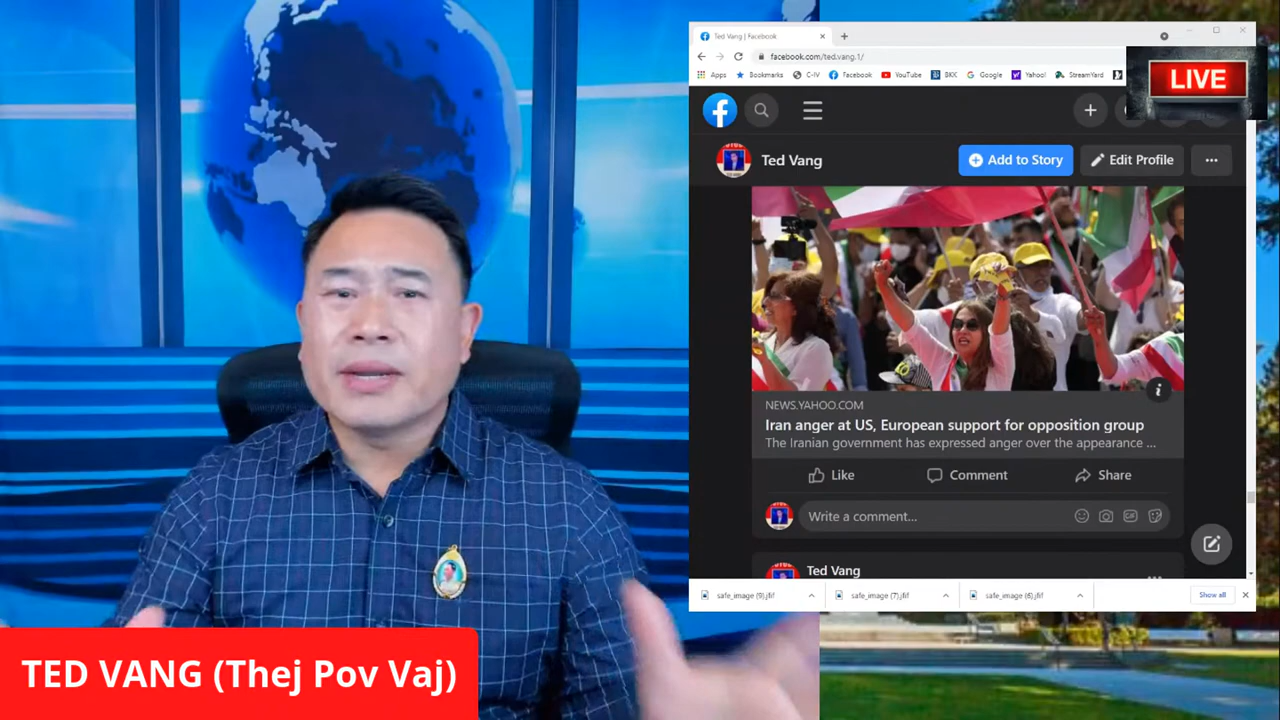 Ted Vang | Facebook
facebook.com/ted.vang.1/
Apps Bookmarks C-IV Facebook YouTube BKK Google Yahoo! StreamYard
LIVE
Ted Vang
Add to Story
Edit Profile
NEWS.YAHOO.COM
Iran anger at US, European support for opposition group
The Iranian government has expressed anger over the appearance ...
Like Comment Share
Write a comment...
GIF
Ted Vang
safe_image (9).jfif safe_image (7).jfif safe_image (6).jfif Show all
TED VANG (Thej Pov Vaj)